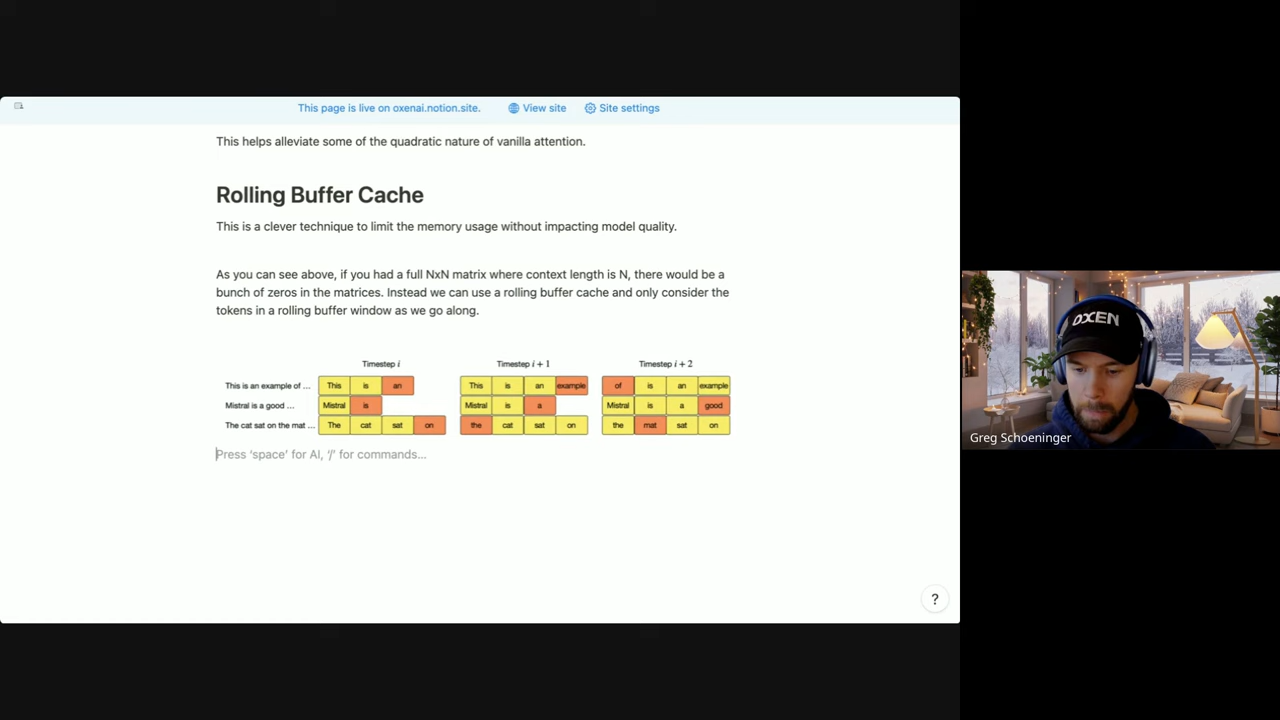 This page is live on oxenai.notion.site. View site Site settings
This helps alleviate some of the quadratic nature of vanilla attention.
Rolling Buffer Cache
This is a clever technique to limit the memory usage without impacting model quality.
As you can see above, if you had a full NxN matrix where context length is N, there would be a
bunch of zeros in the matrices. Instead we can use a rolling buffer cache and only consider the
tokens in a rolling buffer window as we go along.
Timestep i Timestep i + 1 Timestep i + 2
This is an example of ... This is an This is an example of is an example
Mistral is a good ... Mistral is Mistral is a Mistral is a good
The cat sat on the mat ... The cat sat on the cat sat on the mat sat on
Press ‘space’ for AI, ‘/’ for commands...
?
OXEN
Greg Schoeninger